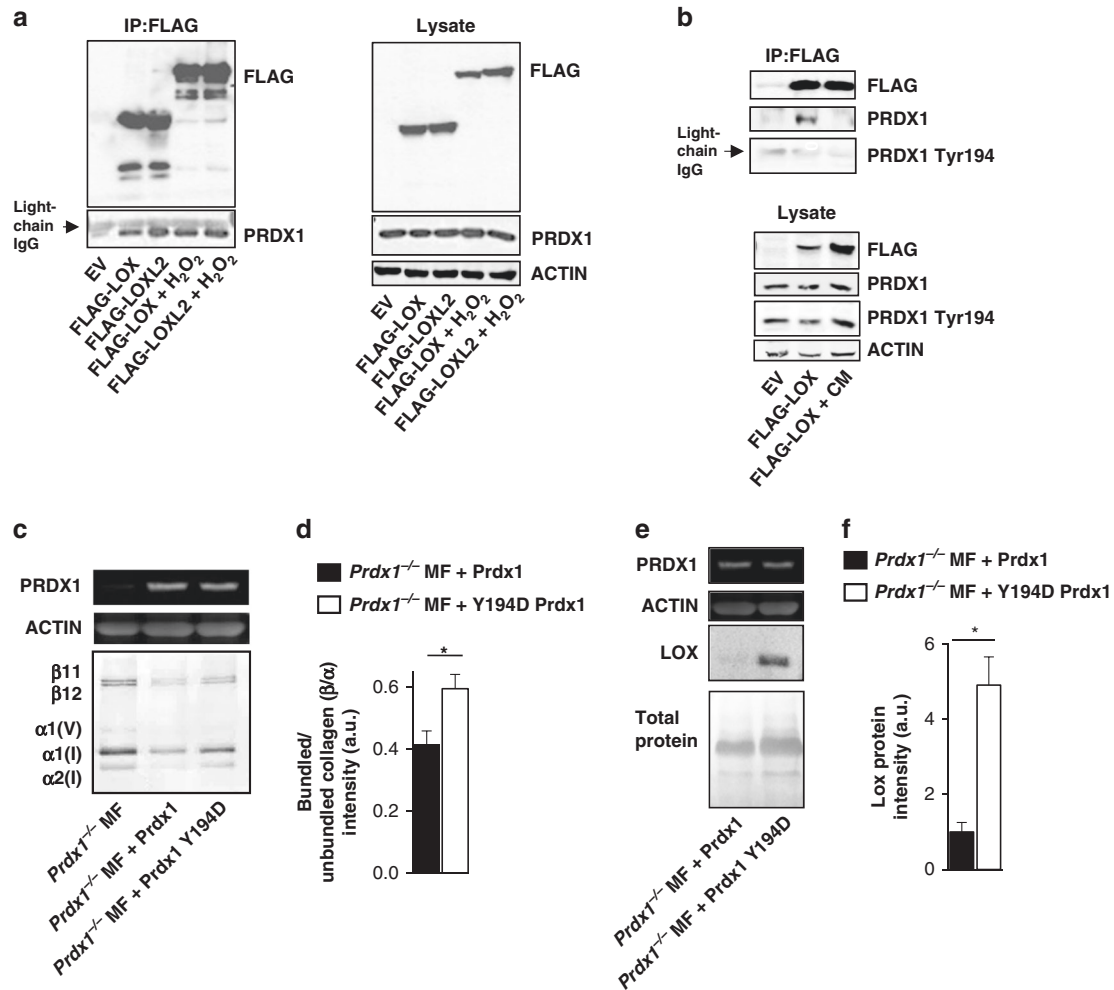 a
IP:FLAG
FLAG
Light-
chain
IgG
PRDX1
EV
FLAG-LOX
FLAG-LOXL2
FLAG-LOX + H₂O₂
FLAG-LOXL2 + H₂O₂
Lysate
FLAG
PRDX1
ACTIN
EV
FLAG-LOX
FLAG-LOXL2
FLAG-LOX + H₂O₂
FLAG-LOXL2 + H₂O₂
b
IP:FLAG
FLAG
PRDX1
Light-
chain
IgG
PRDX1 Tyr194
Lysate
FLAG
PRDX1
PRDX1 Tyr194
ACTIN
EV
FLAG-LOX
FLAG-LOX + CM
c
PRDX1
ACTIN
β11
β12
α1(V)
α1(I)
α2(I)
Prdx1⁻/⁻ MF
Prdx1⁻/⁻ MF + Prdx1
Prdx1⁻/⁻ MF + Prdx1 Y194D
d
Prdx1⁻/⁻ MF + Prdx1
Prdx1⁻/⁻ MF + Y194D Prdx1
*
Bundled/
unbundled collagen (β/α)
intensity (a.u.)
0.6
0.4
0.2
0.0
e
PRDX1
ACTIN
LOX
Total
protein
Prdx1⁻/⁻ MF + Prdx1
Prdx1⁻/⁻ MF + Prdx1 Y194D
f
Prdx1⁻/⁻ MF + Prdx1
Prdx1⁻/⁻ MF + Y194D Prdx1
*
Lox protein
intensity (a.u.)
6
4
2
0